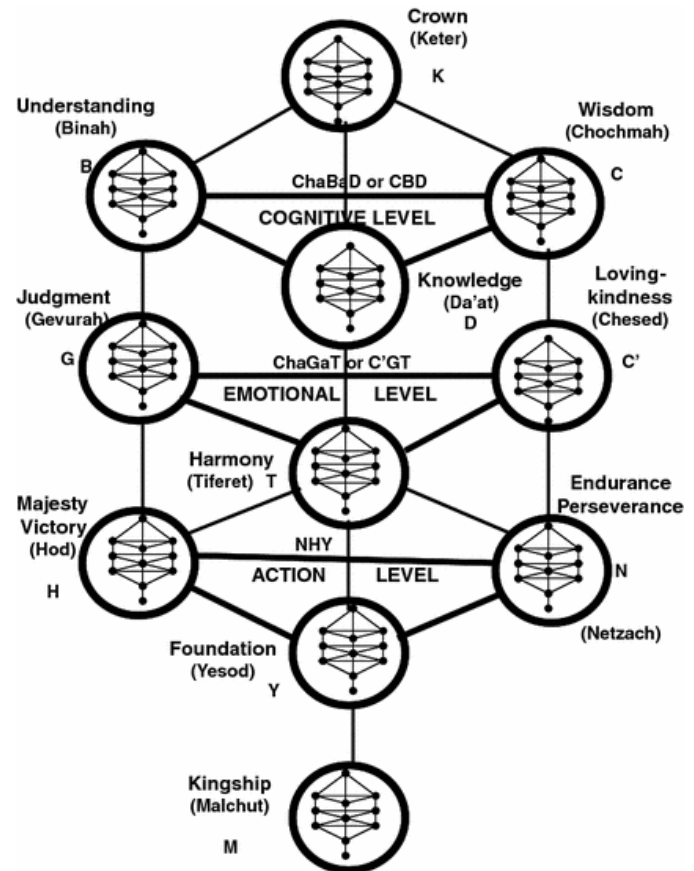 Crown
(Keter)
K
Understanding
(Binah)
B
Wisdom
(Chochmah)
C
ChaBaD or CBD
COGNITIVE LEVEL
Knowledge
(Da'at)
D
Judgment
(Gevurah)
G
Loving-
kindness
(Chesed)
C'
ChaGaT or C'GT
EMOTIONAL LEVEL
Harmony
(Tiferet) T
Majesty
Victory
(Hod)
H
Endurance
Perseverance
N
(Netzach)
NHY
ACTION LEVEL
Foundation
(Yesod)
Y
Kingship
(Malchut)
M